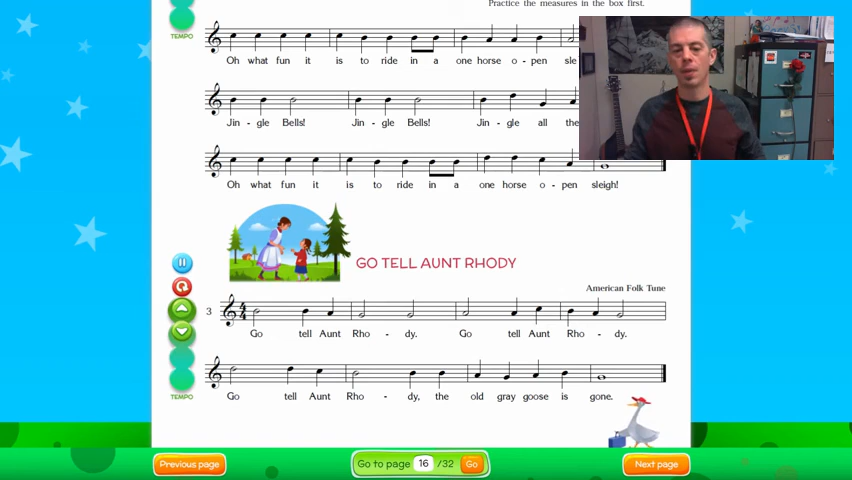 Practice the measures in the box first.
TEMPO
Oh what fun it is to ride in a one horse o - pen sle
Jin - gle Bells! Jin - gle Bells! Jin - gle all the
Oh what fun it is to ride in a one horse o - pen sleigh!
GO TELL AUNT RHODY
American Folk Tune
3
4
4
Go tell Aunt Rho - dy. Go tell Aunt Rho - dy.
Go tell Aunt Rho - dy, the old gray goose is gone.
TEMPO
Previous page
Go to page 16 /32 Go
Next page